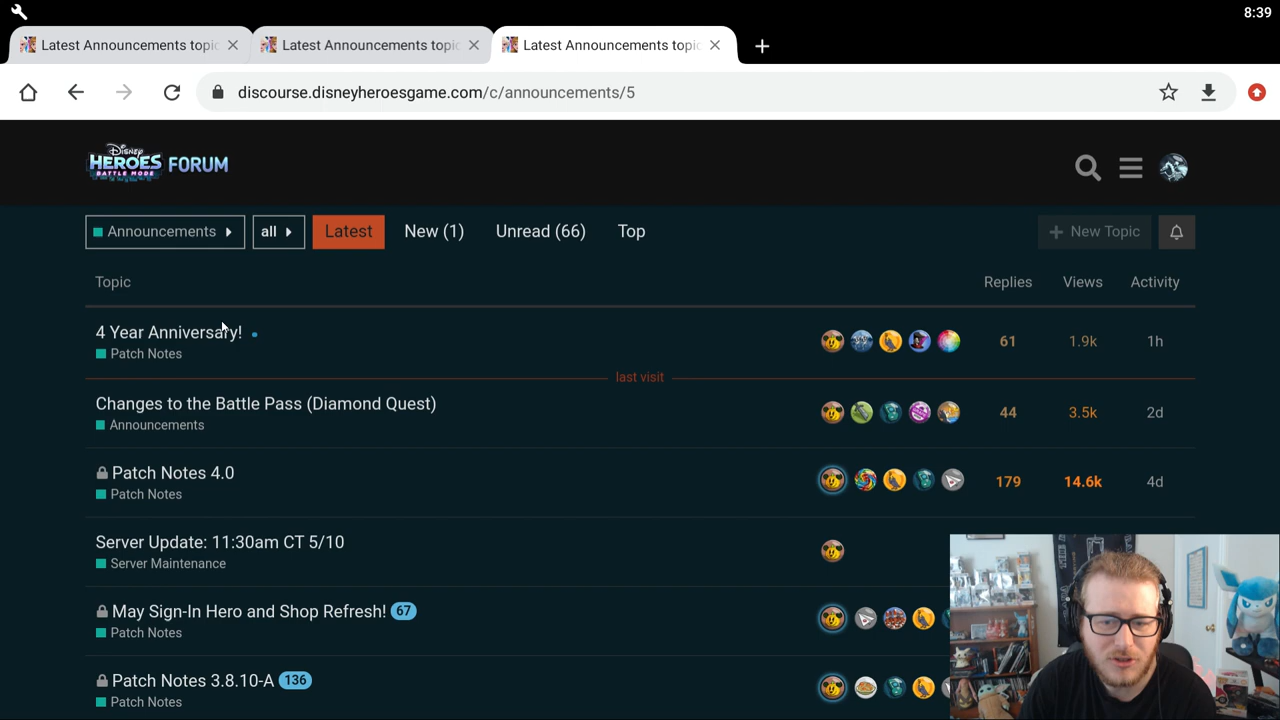 8:39
Latest Announcements topic
Latest Announcements topic
Latest Announcements topic
discourse.disneyheroesgame.com/c/announcements/5
Disney
HEROES FORUM
BATTLE MODE
Announcements
all
Latest
New (1)
Unread (66)
Top
+ New Topic
Topic
Replies
Views
Activity
4 Year Anniversary!
61
1.9k
1h
Patch Notes
last visit
Changes to the Battle Pass (Diamond Quest)
44
3.5k
2d
Announcements
Patch Notes 4.0
179
14.6k
4d
Patch Notes
Server Update: 11:30am CT 5/10
Server Maintenance
May Sign-In Hero and Shop Refresh! 67
Patch Notes
Patch Notes 3.8.10-A 136
Patch Notes